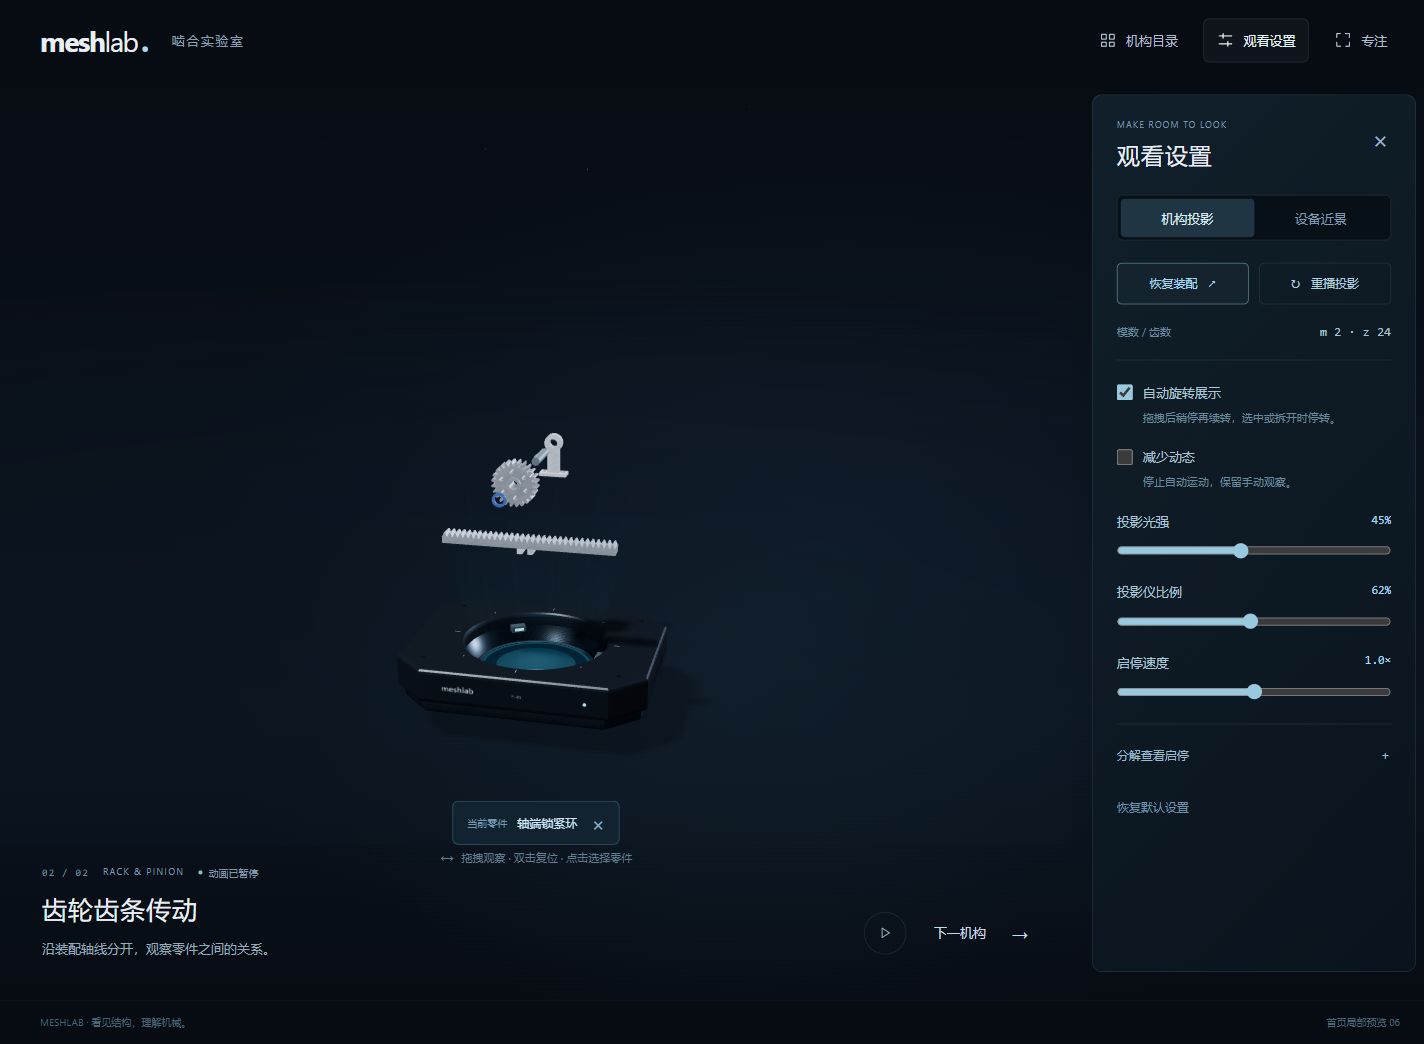 meshlab. 啮合实验室
机构目录
观看设置
专注
MAKE ROOM TO LOOK
观看设置
✕
机构投影
设备近景
恢复装配 ↗
↻ 重播投影
模数 / 齿数
m 2 · z 24
自动旋转展示
拖拽后稍停再续转，选中或拆开时停转。
减少动态
停止自动运动，保留手动观察。
投影光强
45%
投影仪比例
62%
启停速度
1.0×
分解查看启停
+
恢复默认设置
meshlab
当前零件 轴端锁紧环 ✕
↔ 拖拽观察 · 双击复位 · 点击选择零件
02 / 02 RACK & PINION • 动画已暂停
齿轮齿条传动
沿装配轴线分开，观察零件之间的关系。
下一机构 →
MESHLAB · 看见结构，理解机械。
首页局部预览 06